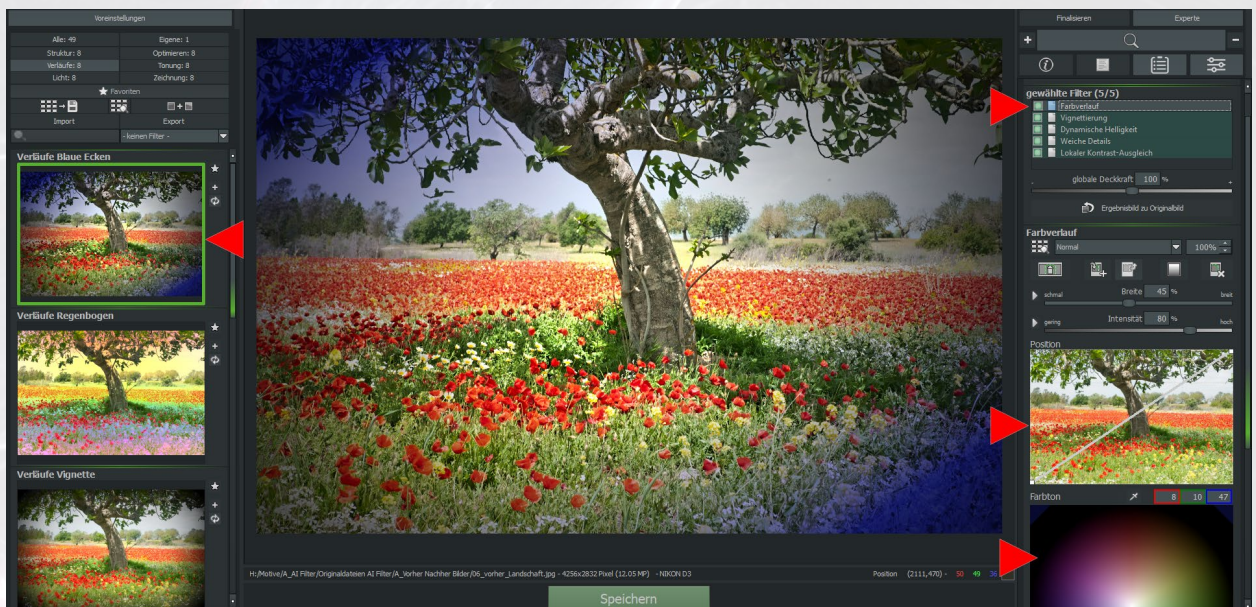 Voreinstellungen
Alle: 49 Eigene: 1
Struktur: 8 Optimieren: 8
Verläufe: 8 Tonung: 8
Licht: 8 Zeichnung: 8
Favoriten
Import Export
- keinen Filter -
Verläufe Blaue Ecken
Verläufe Regenbogen
Verläufe Vignette
H:/Motive/A_AI Filter/Originaldateien AI Filter/A_Vorher Nachher Bilder/06_vorher_Landschaft.jpg - 4256x2832 Pixel (12.05 MP) - NIKON D3 Position (2111,470) - 50 49
Speichern
Finalisieren Experte
gewählte Filter (5/5)
Farbverlauf
Vignettierung
Dynamische Helligkeit
Weiche Details
Lokaler Kontrast-Ausgleich
globale Deckkraft 100 %
Ergebnisbild zu Originalbild
Farbverlauf
Normal 100%
Breite 45 %
schmal breit
Intensität 80 %
gering hoch
Position
Farbton 8 10 47